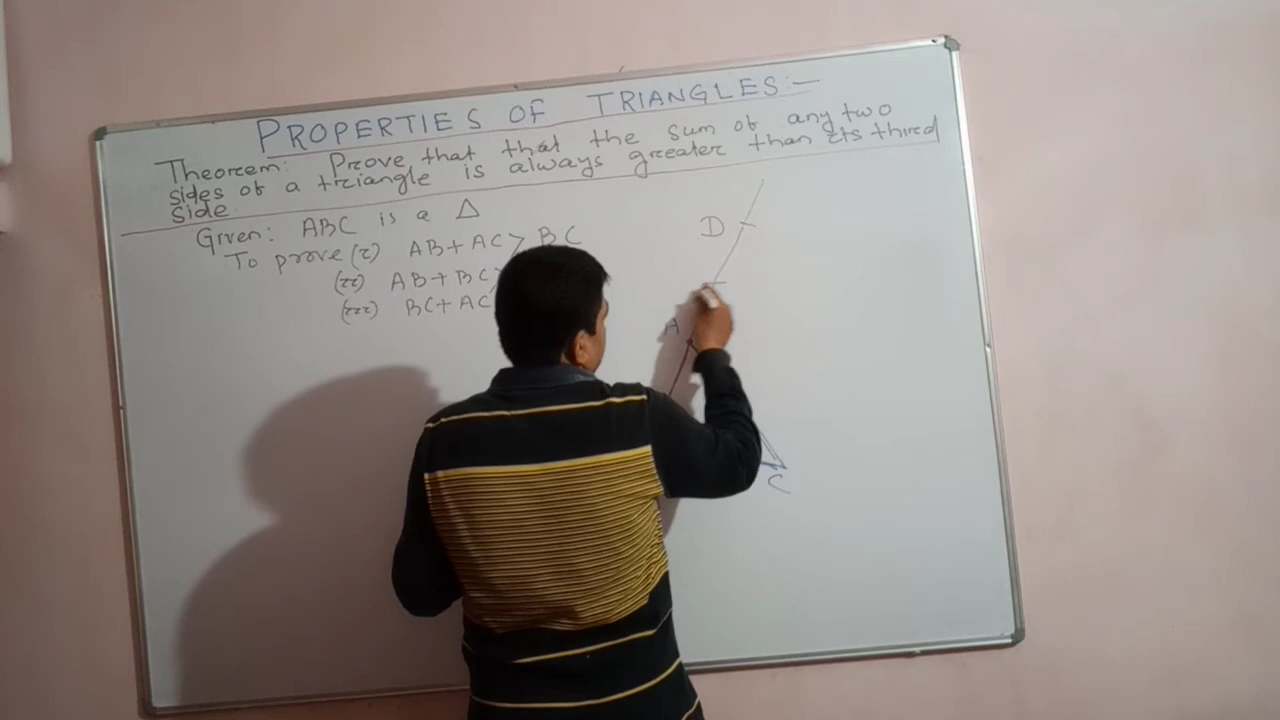 PROPERTIES OF TRIANGLES:-
Theorem: Prove that that the sum of any two
sides of a triangle is always greater than its third
side.
Given: ABC is a △
To prove (i) AB+AC > BC
(ii) AB+BC >
(iii) BC+AC
D
A
C